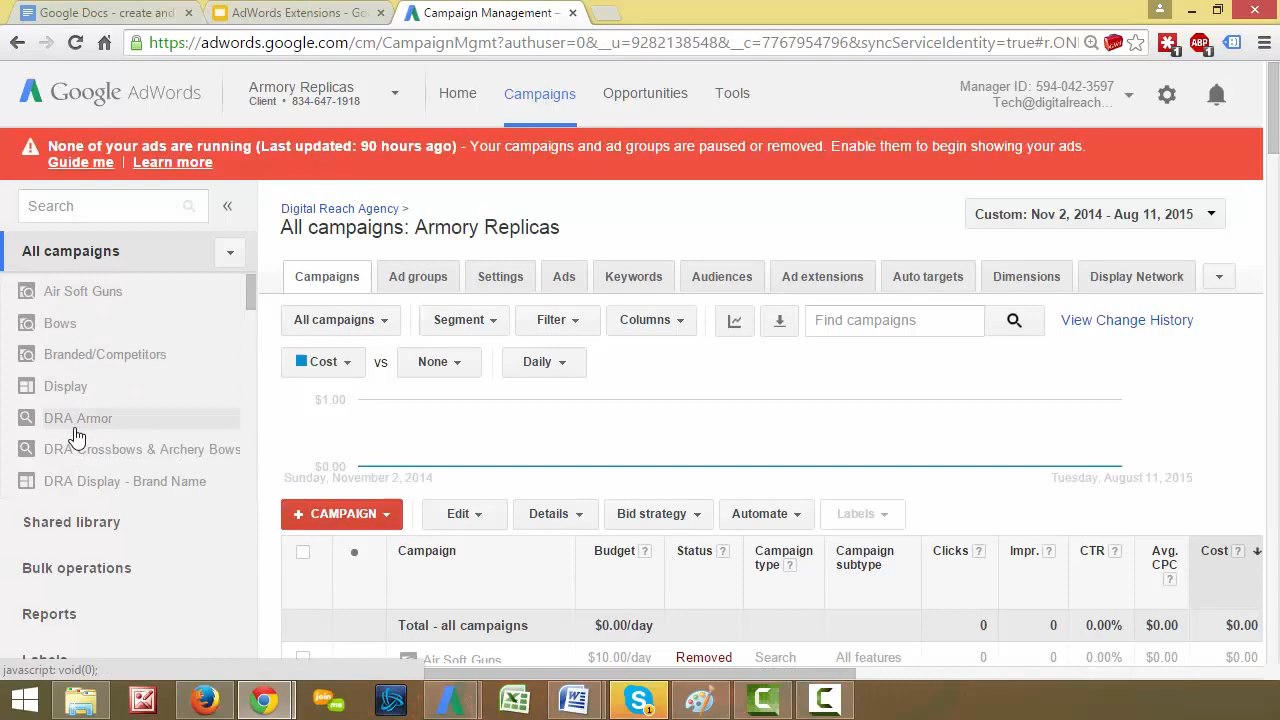 Google Docs - create and
AdWords Extensions - Go
Campaign Management –
https://adwords.google.com/cm/CampaignMgmt?authuser=0&__u=9282138548&__c=7767954796&syncServiceIdentity=true#r.ON
1
ABP
1
Google AdWords
Armory Replicas
Client • 834-647-1918
Home
Campaigns
Opportunities
Tools
Manager ID: 594-042-3597
Tech@digitalreach...
None of your ads are running (Last updated: 90 hours ago) - Your campaigns and ad groups are paused or removed. Enable them to begin showing your ads.
Guide me | Learn more
Search
«
All campaigns
Air Soft Guns
Bows
Branded/Competitors
Display
DRA Armor
DRA Crossbows & Archery Bows
DRA Display - Brand Name
Shared library
Bulk operations
Reports
Labels
javascript: void(0);
Digital Reach Agency >
All campaigns: Armory Replicas
Custom: Nov 2, 2014 - Aug 11, 2015
Campaigns
Ad groups
Settings
Ads
Keywords
Audiences
Ad extensions
Auto targets
Dimensions
Display Network
All campaigns
Segment
Filter
Columns
Find campaigns
View Change History
Cost
vs
None
Daily
$1.00
$0.00
Sunday, November 2, 2014
Tuesday, August 11, 2015
+ CAMPAIGN
Edit
Details
Bid strategy
Automate
Labels
Campaign
Budget ?
Status ?
Campaign type ?
Campaign subtype
Clicks ?
Impr. ?
CTR ?
Avg. CPC ?
Cost ?
Total - all campaigns
$0.00/day
0
0
0.00%
$0.00
$0.00
Air Soft Guns
$10.00/day
Removed
Search
All features
0
0
0.00%
$0.00
$0.00
join
me
1